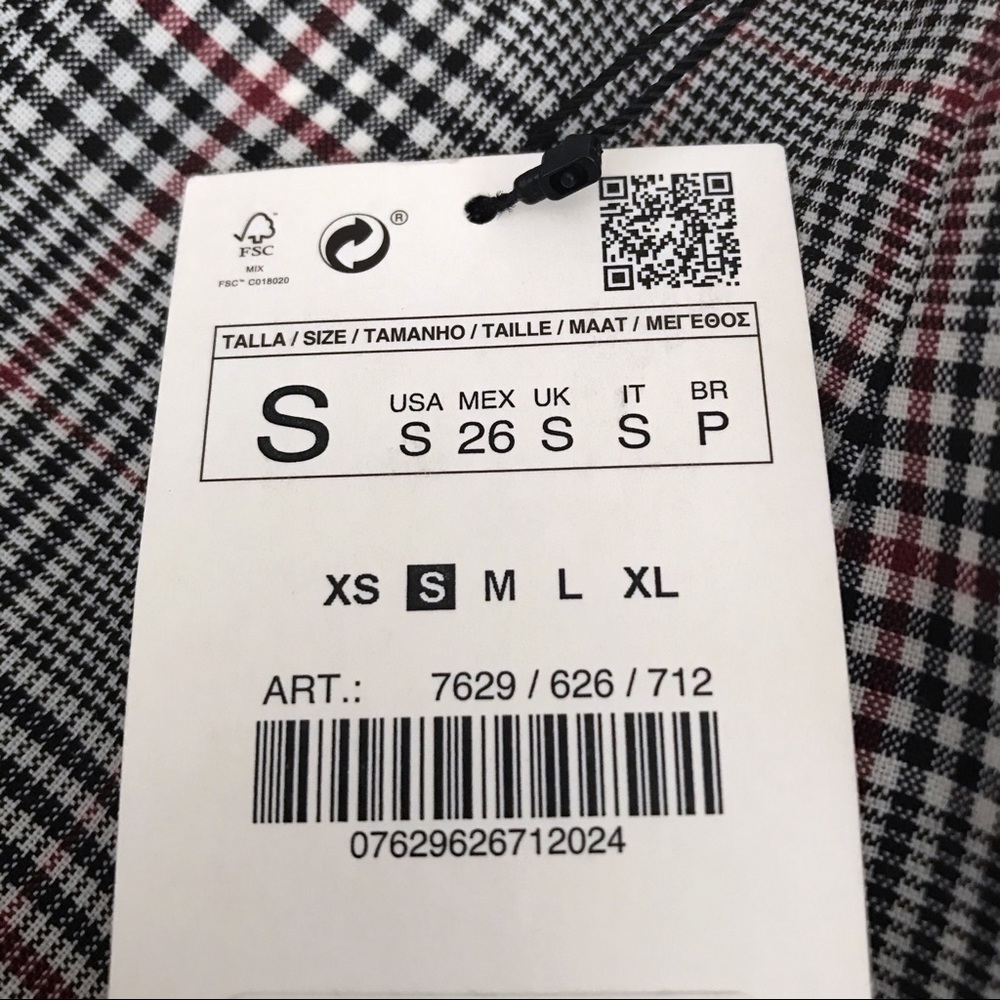 FSC™
MIX
FSC™ C018020
®
TALLA / SIZE / TAMANHO / TAILLE / MAAT / ΜΕΓΕΘΟΣ
S
USA MEX UK IT BR
S 26 S S P
XS S M L XL
ART.: 7629 / 626 / 712
07629626712024